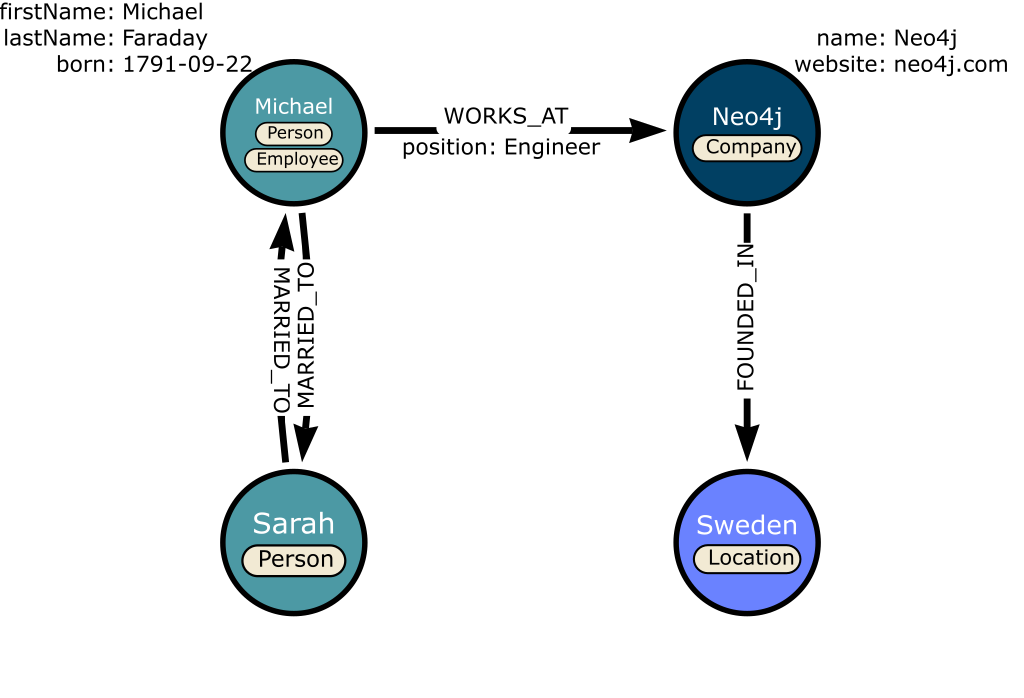 firstName: Michael
lastName: Faraday
born: 1791-09-22
name: Neo4j
website: neo4j.com
Michael
Person
Employee
WORKS_AT
position: Engineer
Neo4j
Company
MARRIED_TO
MARRIED_TO
FOUNDED_IN
Sarah
Person
Sweden
Location